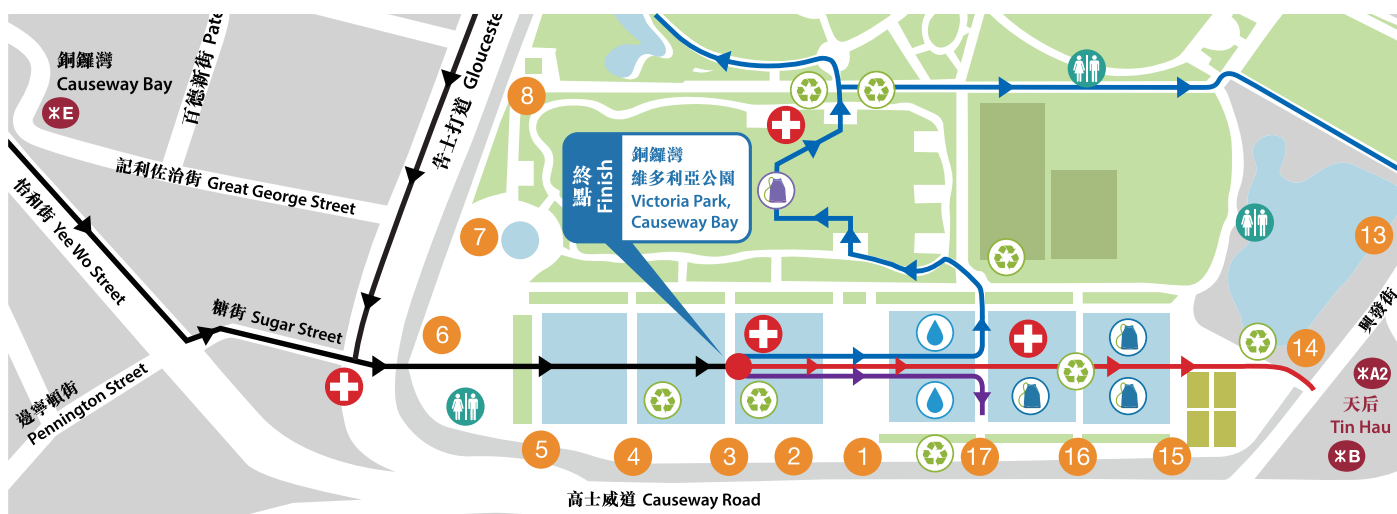 銅鑼灣
Causeway Bay
E
百德新街 Pate
告士打道 Glouceste
記利佐治街 Great George Street
怡和街 Yee Wo Street
糖街 Sugar Street
邊寧頓街
Pennington Street
8
終點
Finish
銅鑼灣
維多利亞公園
Victoria Park,
Causeway Bay
7
6
13
興發街
14
A2
天后
Tin Hau
B
5
4
3
2
1
17
16
15
高士威道 Causeway Road